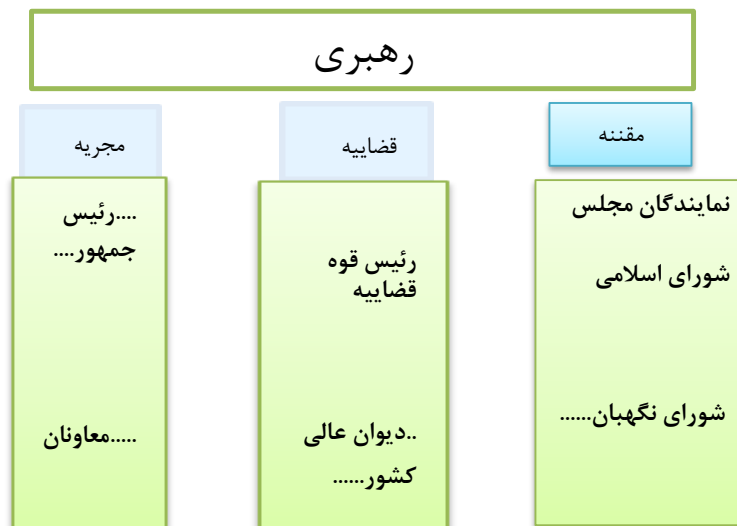 رهبری
مقننه
نمایندگان مجلس
شورای اسلامی
شورای نگهبان......
قضاییه
رئیس قوه
قضاییه
..دیوان عالی
کشور......
مجریه
....رئیس
جمهور....
.....معاونان